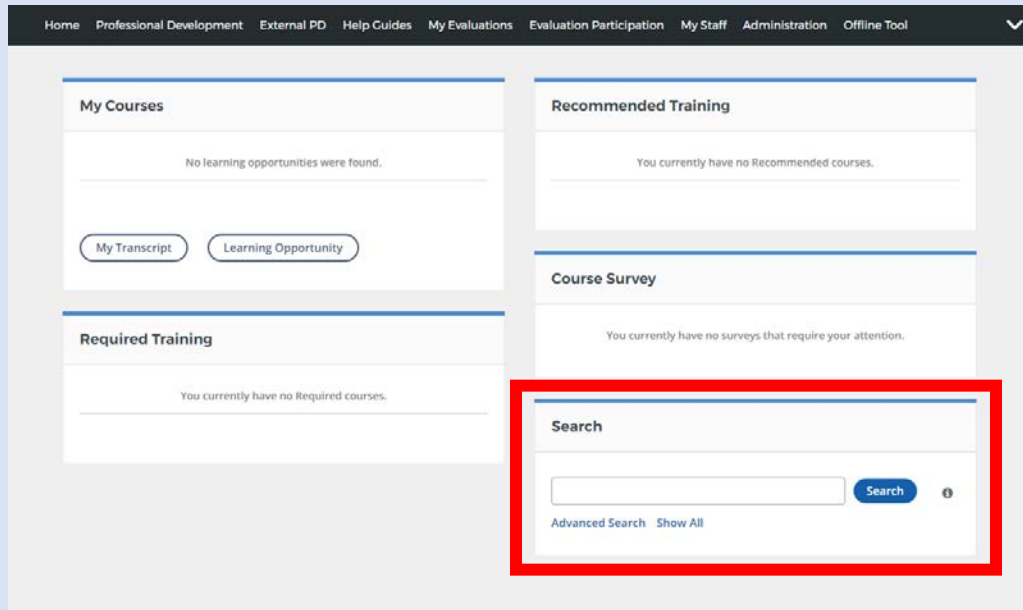 Home Professional Development External PD Help Guides My Evaluations Evaluation Participation My Staff Administration Offline Tool
My Courses
No learning opportunities were found.
My Transcript Learning Opportunity
Required Training
You currently have no Required courses.
Recommended Training
You currently have no Recommended courses.
Course Survey
You currently have no surveys that require your attention.
Search
Search
Advanced Search Show All